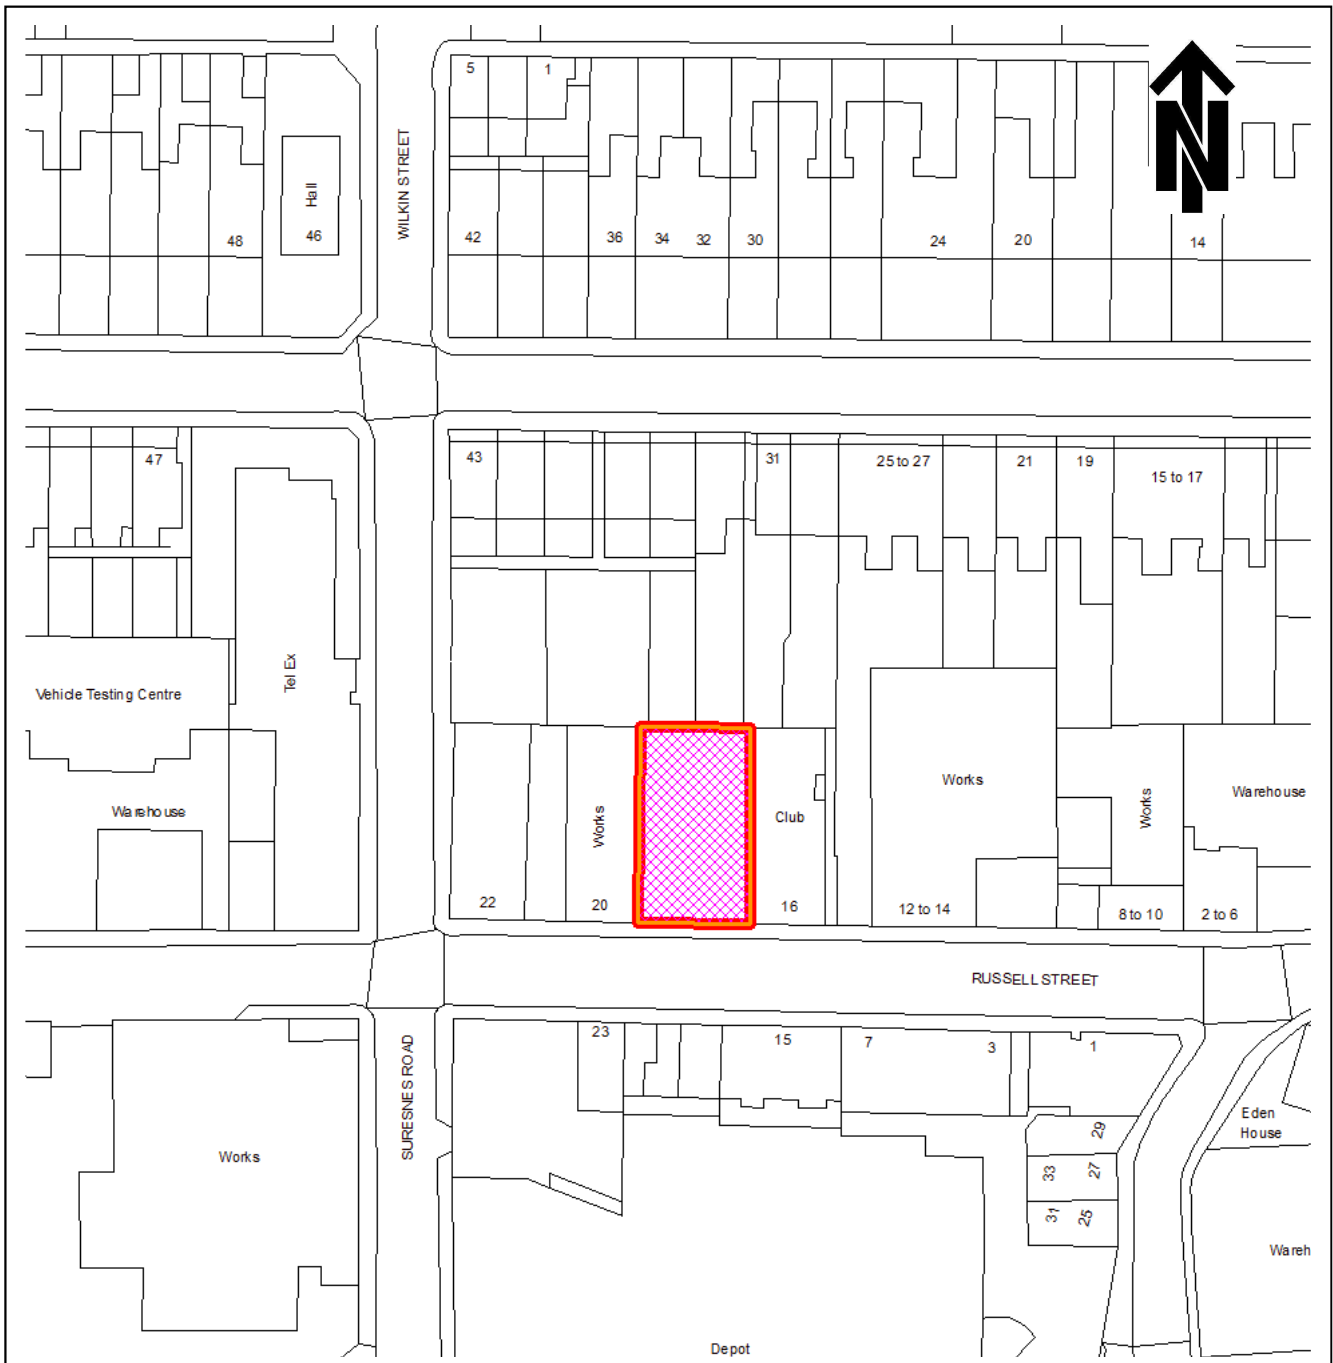 5
1
N
WILKIN STREET
Hall
46
48
42
36
34
32
30
24
20
14
47
43
31
25 to 27
21
19
15 to 17
Tel Ex
Vehicle Testing Centre
Warehouse
Works
22
20
Club
16
Works
12 to 14
Works
8 to 10
Warehouse
2 to 6
RUSSELL STREET
SURESNES ROAD
23
15
7
3
1
Eden
House
29
33
27
31
25
Works
Wareh
Depot